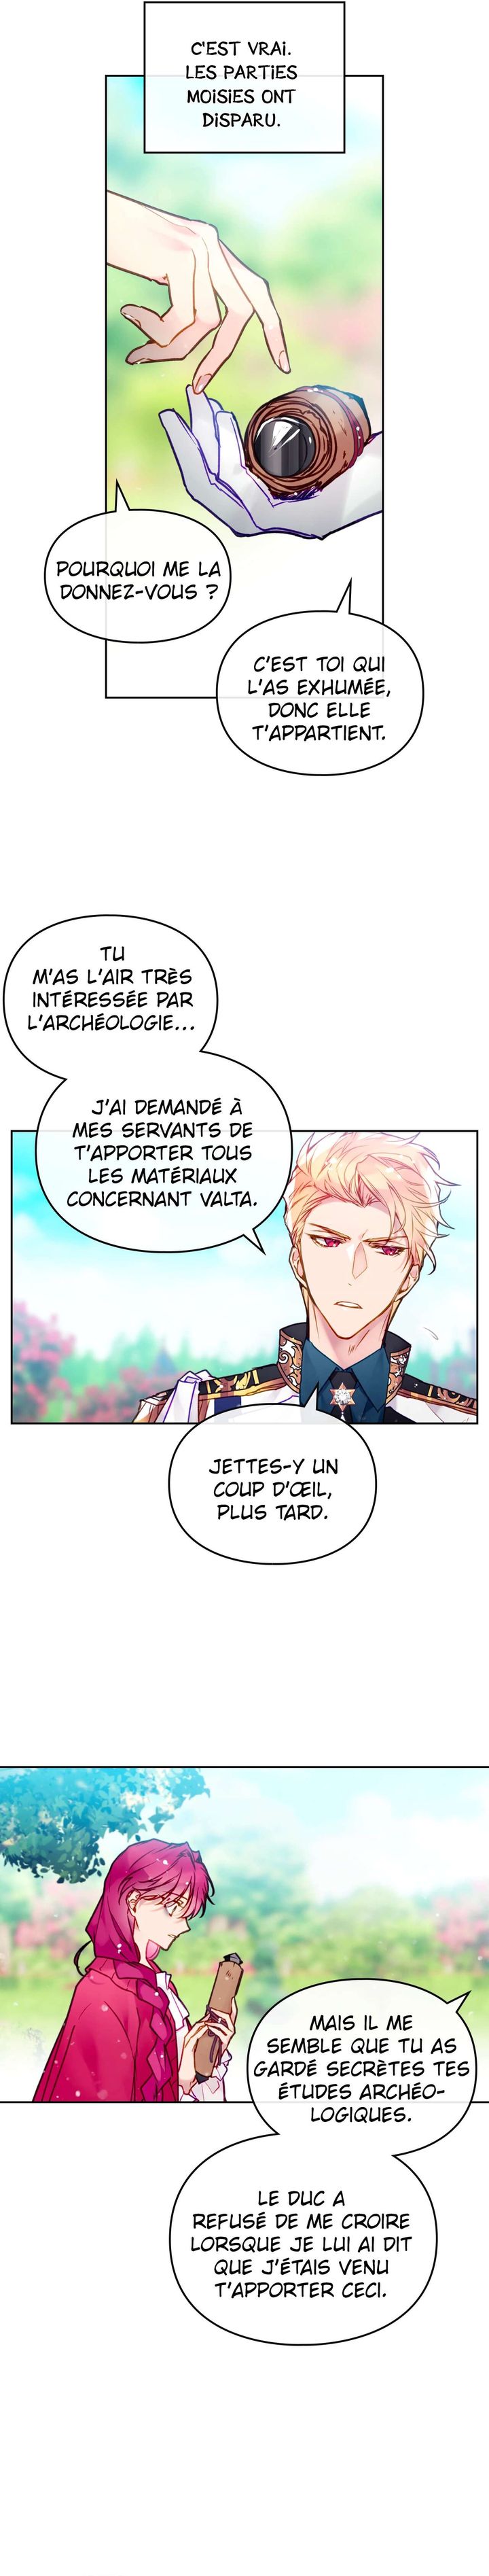 C'EST VRAI.
LES PARTIES
MOISIES ONT
DISPARU.
POURQUOI ME LA
DONNEZ-VOUS ?
C'EST TOI QUI
L'AS EXHUMÉE,
DONC ELLE
T'APPARTIENT.
TU
M'AS L'AIR TRÈS
INTÉRESSÉE PAR
L'ARCHÉOLOGIE...
J'AI DEMANDÉ À
MES SERVANTS DE
T'APPORTER TOUS
LES MATÉRIAUX
CONCERNANT VALTA.
JETTES-Y UN
COUP D'ŒIL,
PLUS TARD.
MAIS IL ME
SEMBLE QUE TU AS
GARDÉ SECRÈTES TES
ÉTUDES ARCHÉO-
LOGIQUES.
LE DUC A
REFUSÉ DE ME CROIRE
LORSQUE JE LUI AI DIT
QUE J'ÉTAIS VENU
T'APPORTER CECI.